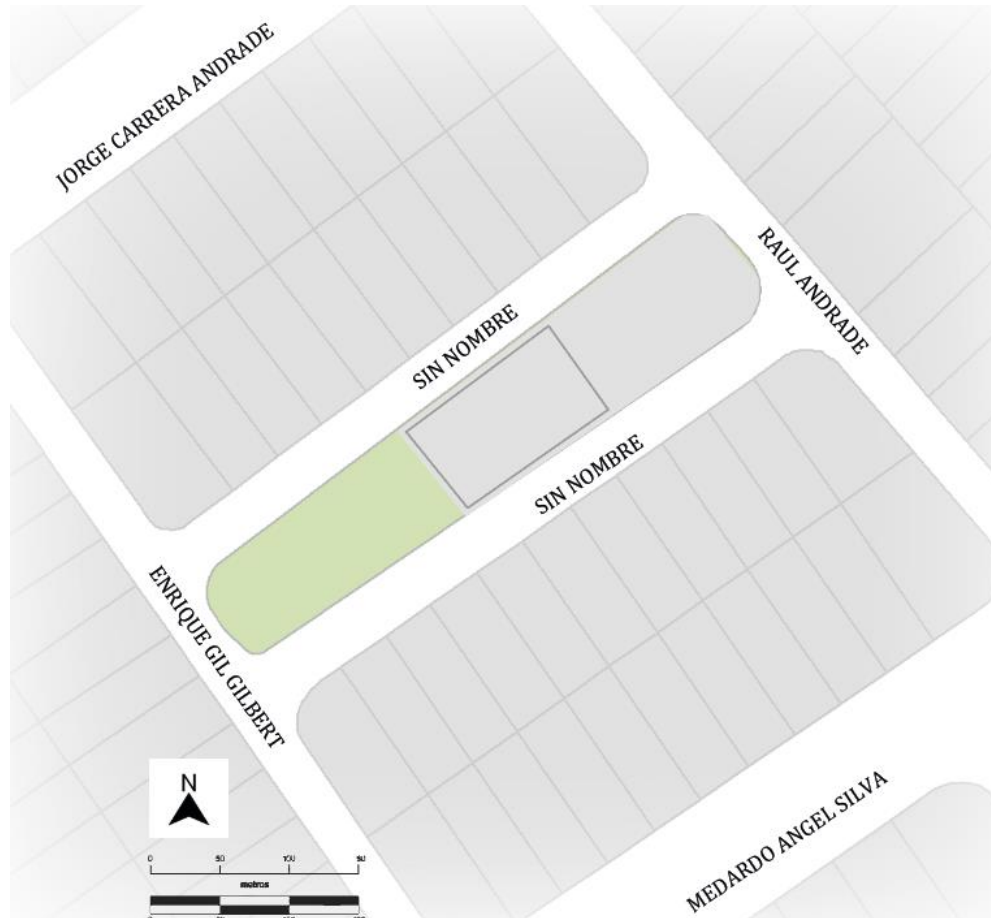 JORGE CARRERA ANDRADE
RAUL ANDRADE
SIN NOMBRE
SIN NOMBRE
ENRIQUE GIL GILBERT
N
MEDARDO ANGEL SILVA
0 50 100
metros